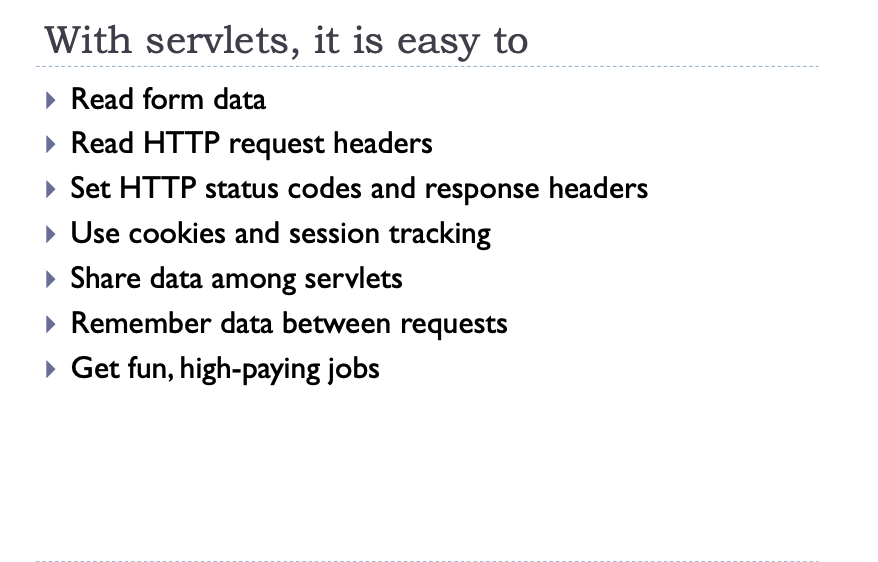 With servlets, it is easy to
Read form data
Read HTTP request headers
Set HTTP status codes and response headers
Use cookies and session tracking
Share data among servlets
Remember data between requests
Get fun, high-paying jobs